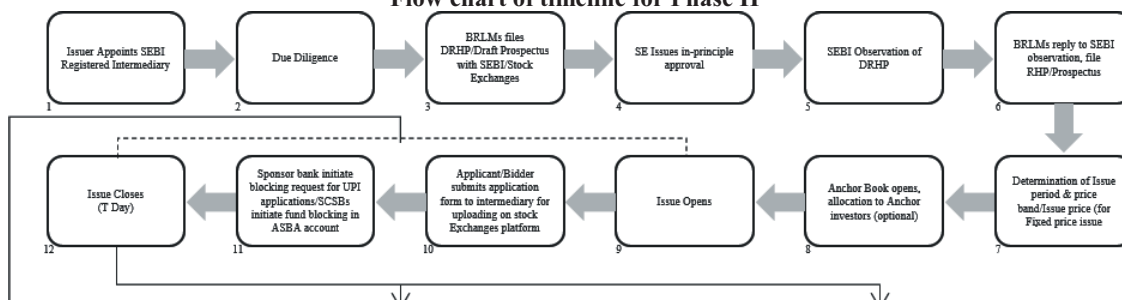 Flow chart of timeline for Phase II
Issuer Appoints SEBI
Registered Intermediary
1
Due Diligence
2
BRLMs files
DRHP/Draft Prospectus
with SEBI/Stock
Exchanges
3
SE Issues in-principle
approval
4
SEBI Observation of
DRHP
5
BRLMs reply to SEBI
observation, file
RHP/Prospectus
6
Issue Closes
(T Day)
12
Sponsor bank initiate
blocking request for UPI
applications/SCSBs
initiate fund blocking in
ASBA account
11
Applicant/Bidder
submits application
form to intermediary for
uploading on stock
Exchanges platform
10
Issue Opens
9
Anchor Book opens,
allocation to Anchor
investors (optional)
8
Determination of Issue
period & price
band/Issue price (for
Fixed price issue
7